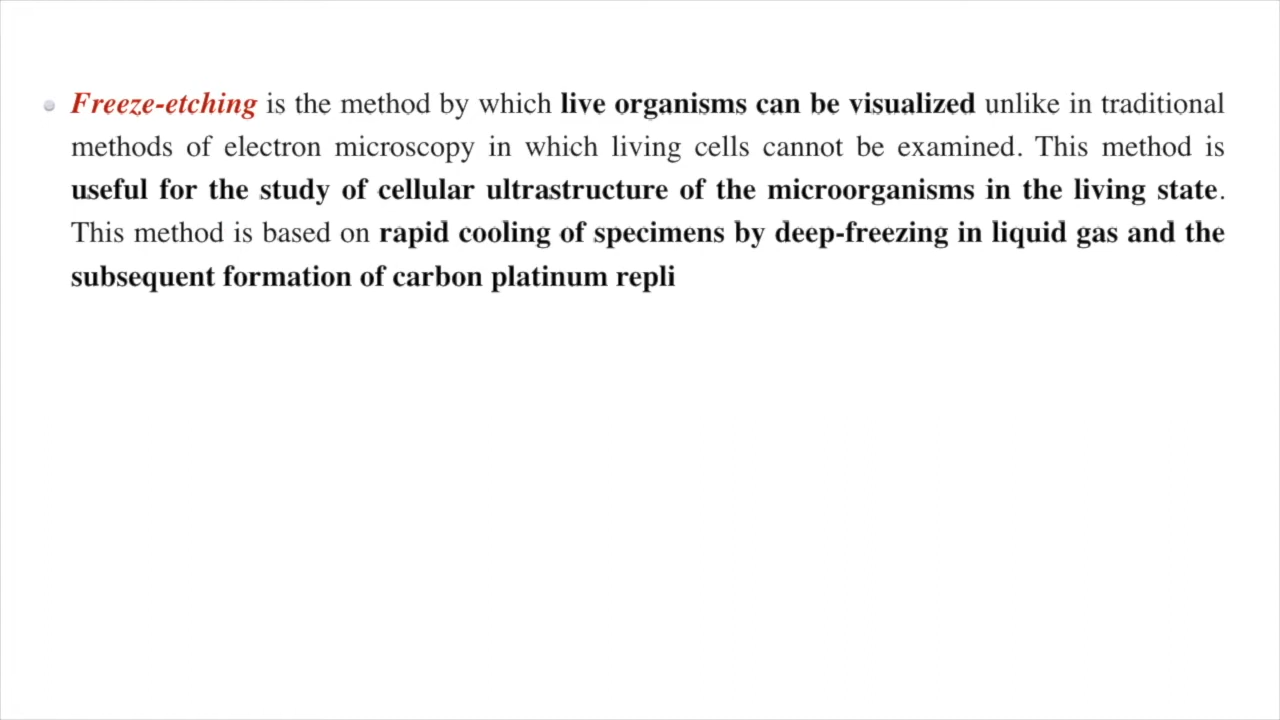 Freeze-etching is the method by which live organisms can be visualized unlike in traditional
methods of electron microscopy in which living cells cannot be examined. This method is
useful for the study of cellular ultrastructure of the microorganisms in the living state.
This method is based on rapid cooling of specimens by deep-freezing in liquid gas and the
subsequent formation of carbon platinum repli